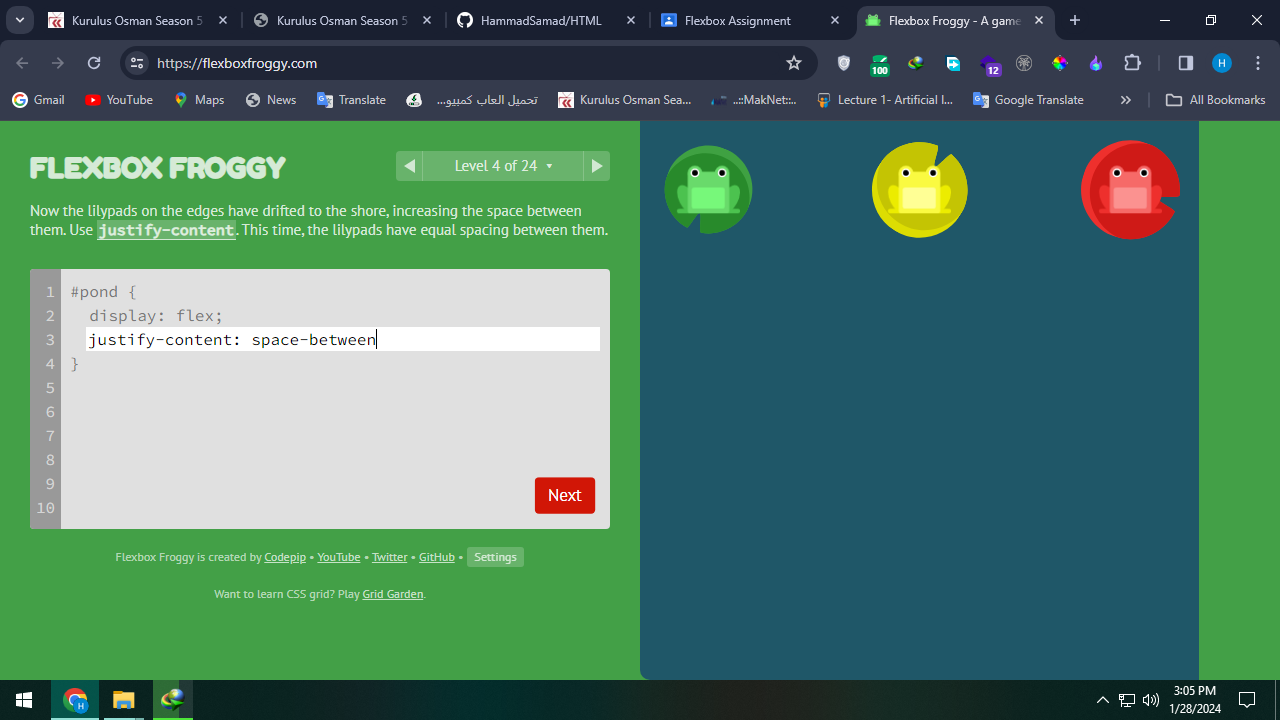 Kurulus Osman Season 5
Kurulus Osman Season 5
HammadSamad/HTML
Flexbox Assignment
Flexbox Froggy - A game
https://flexboxfroggy.com
100
12
H
Gmail
YouTube
Maps
News
Translate
تحميل العاب كمبيو...
Kurulus Osman Sea...
..::MakNet::..
Lecture 1- Artificial I...
Google Translate
All Bookmarks
FLEXBOX FROGGY
Level 4 of 24
Now the lilypads on the edges have drifted to the shore, increasing the space between
them. Use justify-content. This time, the lilypads have equal spacing between them.
1 #pond {
2 display: flex;
3 justify-content: space-between
4 }
5
6
7
8
9
10
Next
Flexbox Froggy is created by Codepip • YouTube • Twitter • GitHub • Settings
Want to learn CSS grid? Play Grid Garden.
H
3:05 PM
1/28/2024